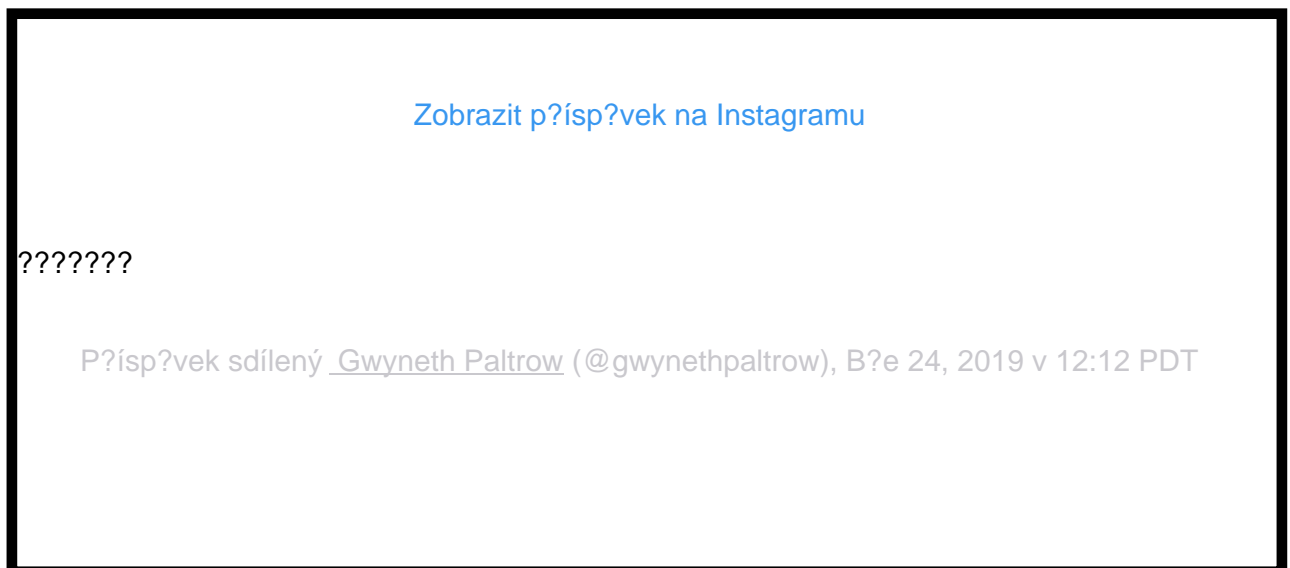 Zobrazit p?ísp?vek na Instagramu
???????
P?ísp?vek sdílený Gwyneth Paltrow (@gwynethpaltrow), B?e 24, 2019 v 12:12 PDT